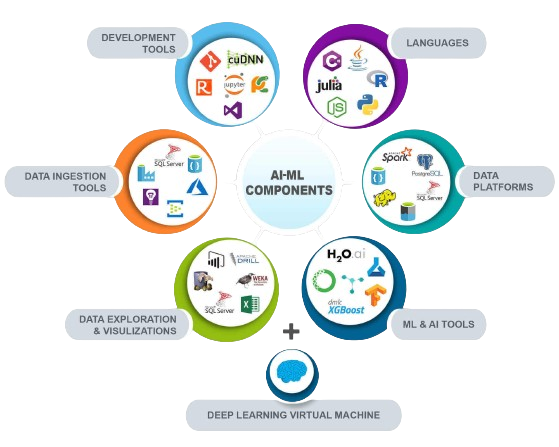 DEVELOPMENT
TOOLS
cuDNN
jupyter
LANGUAGES
julia
R
JS
AI-ML
COMPONENTS
DATA INGESTION
TOOLS
SQL Server
DATA
PLATFORMS
APACHE
Spark
PostgreSQL
SQL Server
DATA EXPLORATION
& VISULIZATIONS
APACHE
DRILL
WEKA
SQL Server
ML & AI TOOLS
H2O.ai
dmlc
XGBoost
+
DEEP LEARNING VIRTUAL MACHINE